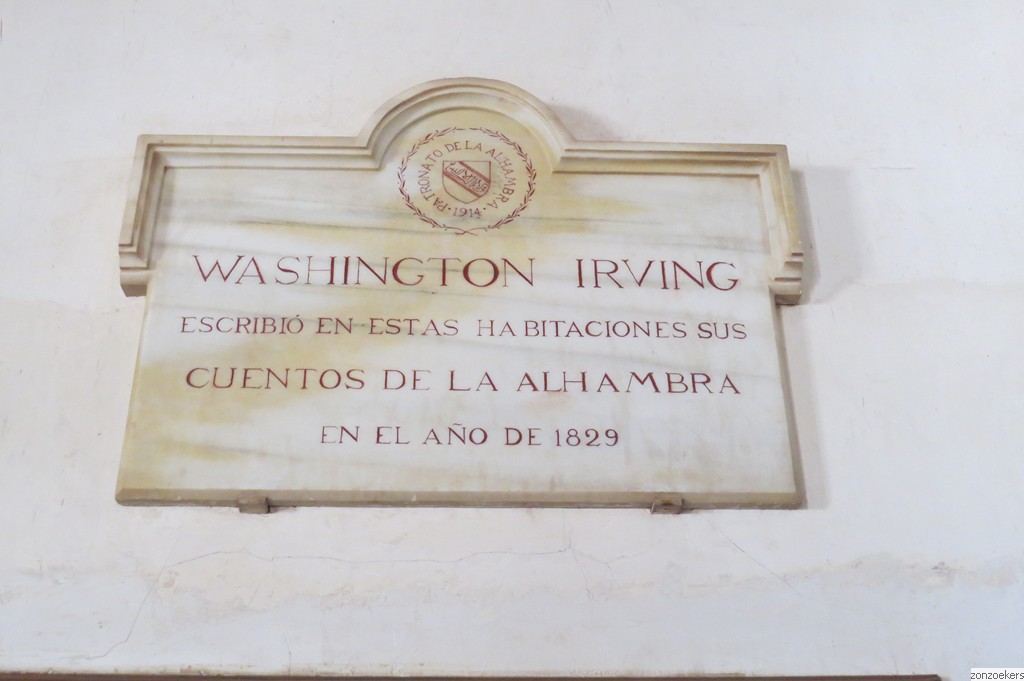 PATRONATO DE LA ALHAMBRA
· 1914 ·
WASHINGTON IRVING
ESCRIBIÓ EN ESTAS HABITACIONES SUS
CUENTOS DE LA ALHAMBRA
EN EL AÑO DE 1829
zonzoekers